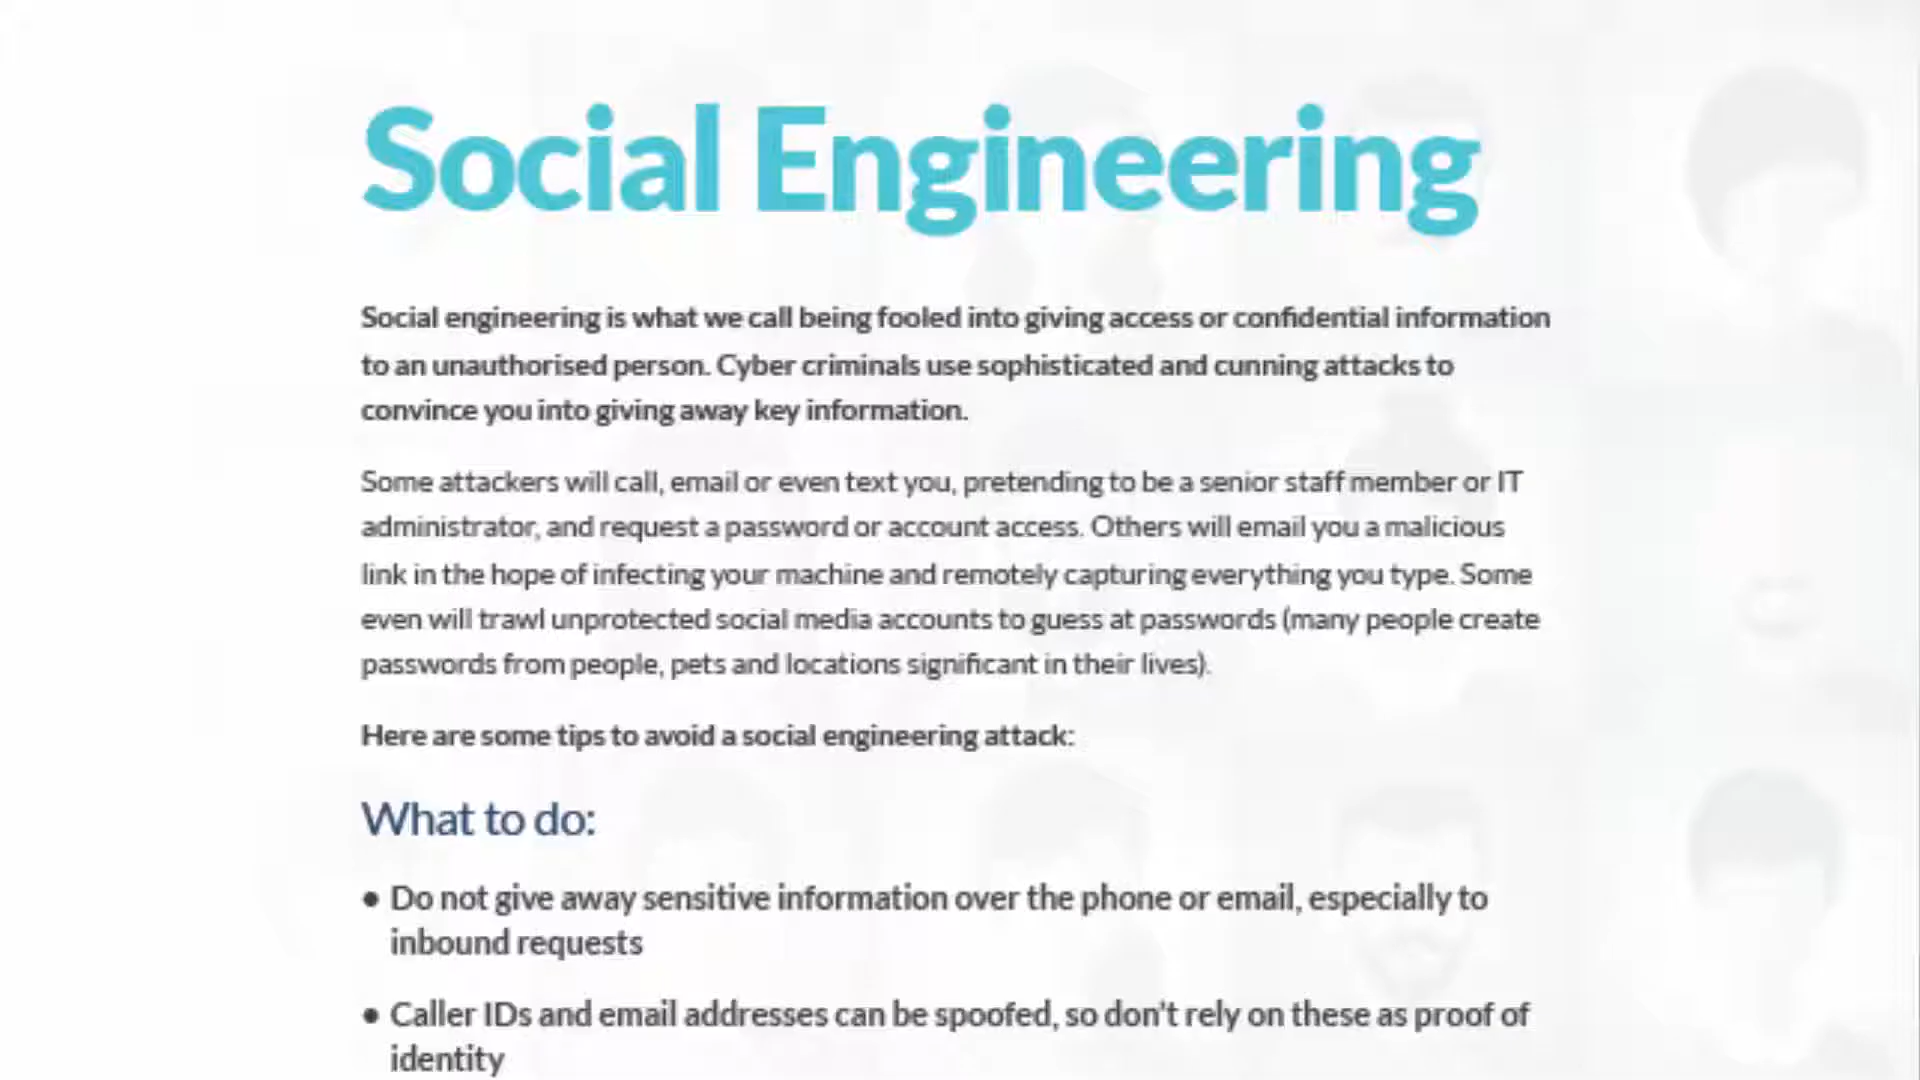 Social Engineering
Social engineering is what we call being fooled into giving access or confidential information
to an unauthorised person. Cyber criminals use sophisticated and cunning attacks to
convince you into giving away key information.
Some attackers will call, email or even text you, pretending to be a senior staff member or IT
administrator, and request a password or account access. Others will email you a malicious
link in the hope of infecting your machine and remotely capturing everything you type. Some
even will trawl unprotected social media accounts to guess at passwords (many people create
passwords from people, pets and locations significant in their lives).
Here are some tips to avoid a social engineering attack:
What to do:
• Do not give away sensitive information over the phone or email, especially to
inbound requests
• Caller IDs and email addresses can be spoofed, so don't rely on these as proof of
identity